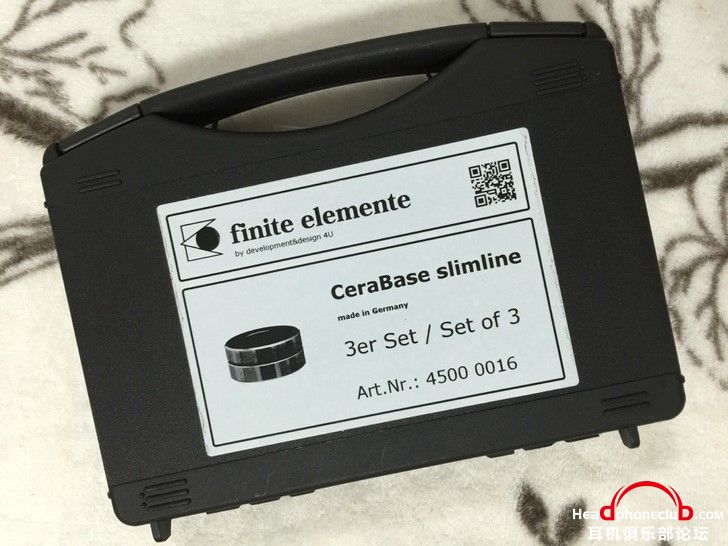 finite elemente
by development&design 4U
CeraBase slimline
made in Germany
3er Set / Set of 3
Art.Nr.: 4500 0016
Headphoneclub.com
耳机俱乐部论坛